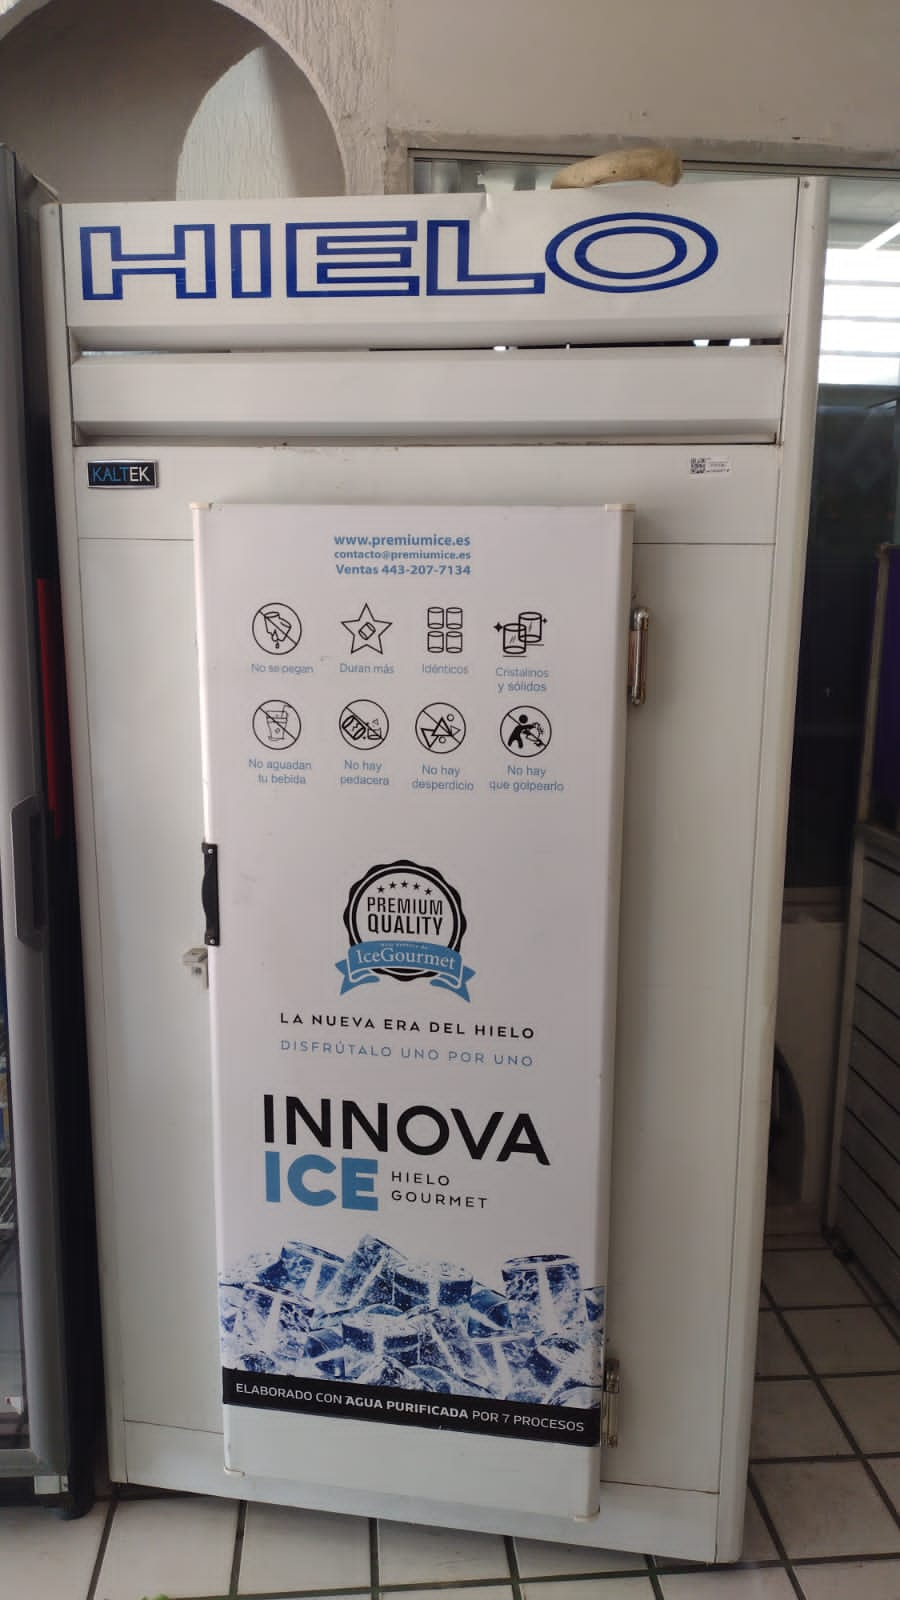 HIELO
KALTEK
www.premiumice.es
contacto@premiumice.es
Ventas 443-207-7134
No se pegan
Duran más
Idénticos
Cristalinos
y sólidos
No aguadan
tu bebida
No hay
pedacera
No hay
desperdicio
No hay
que golpearlo
PREMIUM
QUALITY
IceGourmet
LA NUEVA ERA DEL HIELO
DISFRÚTALO UNO POR UNO
INNOVA
ICE HIELO
GOURMET
ELABORADO CON AGUA PURIFICADA POR 7 PROCESOS